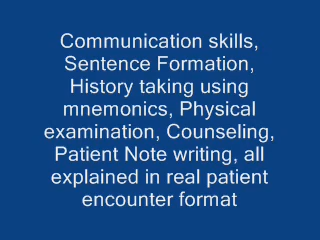 Communication skills,
Sentence Formation,
History taking using
mnemonics, Physical
examination, Counseling,
Patient Note writing, all
explained in real patient
encounter format